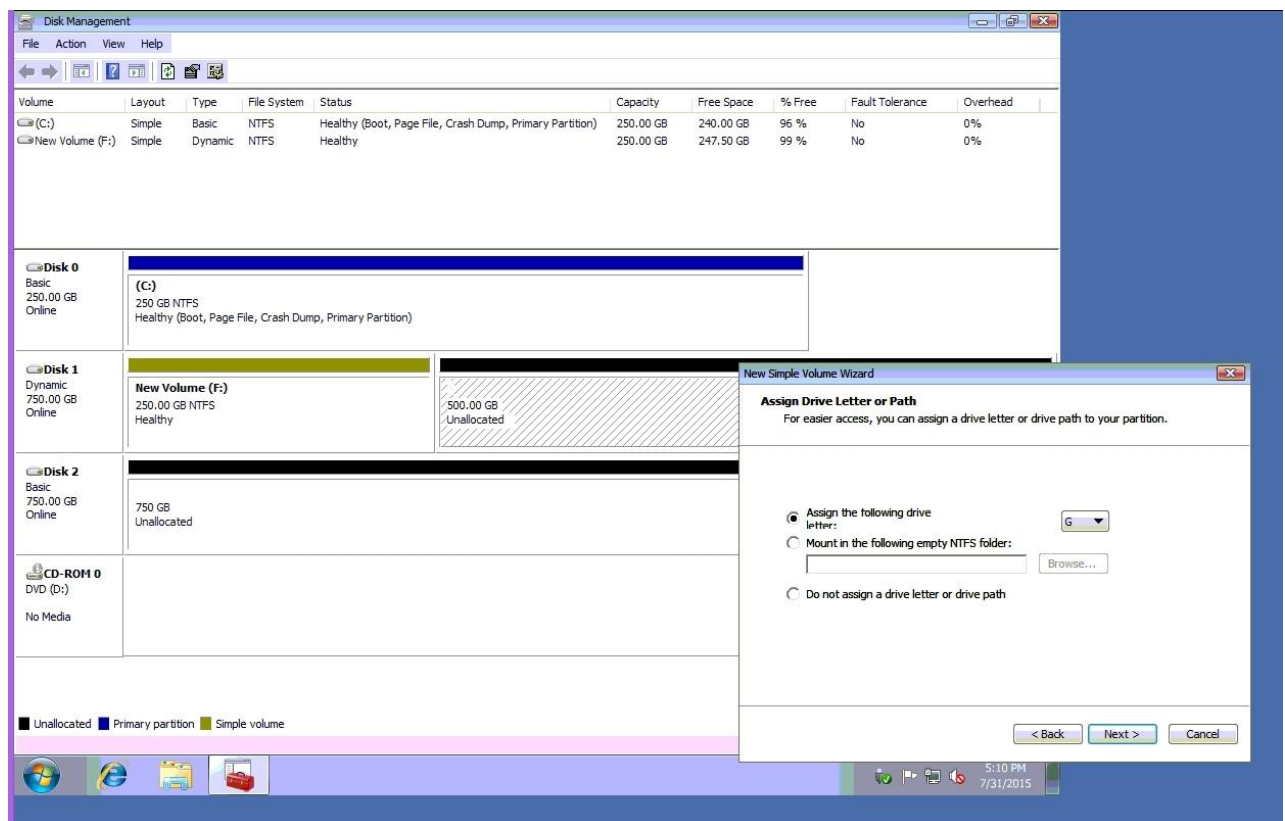 Disk Management
File Action View Help
Volume Layout Type File System Status Capacity Free Space % Free Fault Tolerance Overhead
(C:) Simple Basic NTFS Healthy (Boot, Page File, Crash Dump, Primary Partition) 250.00 GB 240.00 GB 96 % No 0%
New Volume (F:) Simple Dynamic NTFS Healthy 250.00 GB 247.50 GB 99 % No 0%
Disk 0
Basic
250.00 GB
Online
(C:)
250 GB NTFS
Healthy (Boot, Page File, Crash Dump, Primary Partition)
Disk 1
Dynamic
750.00 GB
Online
New Volume (F:)
250.00 GB NTFS
Healthy
500.00 GB
Unallocated
Disk 2
Basic
750.00 GB
Online
750 GB
Unallocated
CD-ROM 0
DVD (D:)
No Media
Unallocated Primary partition Simple volume
New Simple Volume Wizard
Assign Drive Letter or Path
For easier access, you can assign a drive letter or drive path to your partition.
Assign the following drive
letter:
G
Mount in the following empty NTFS folder:
Browse...
Do not assign a drive letter or drive path
< Back Next > Cancel
5:10 PM
7/31/2015